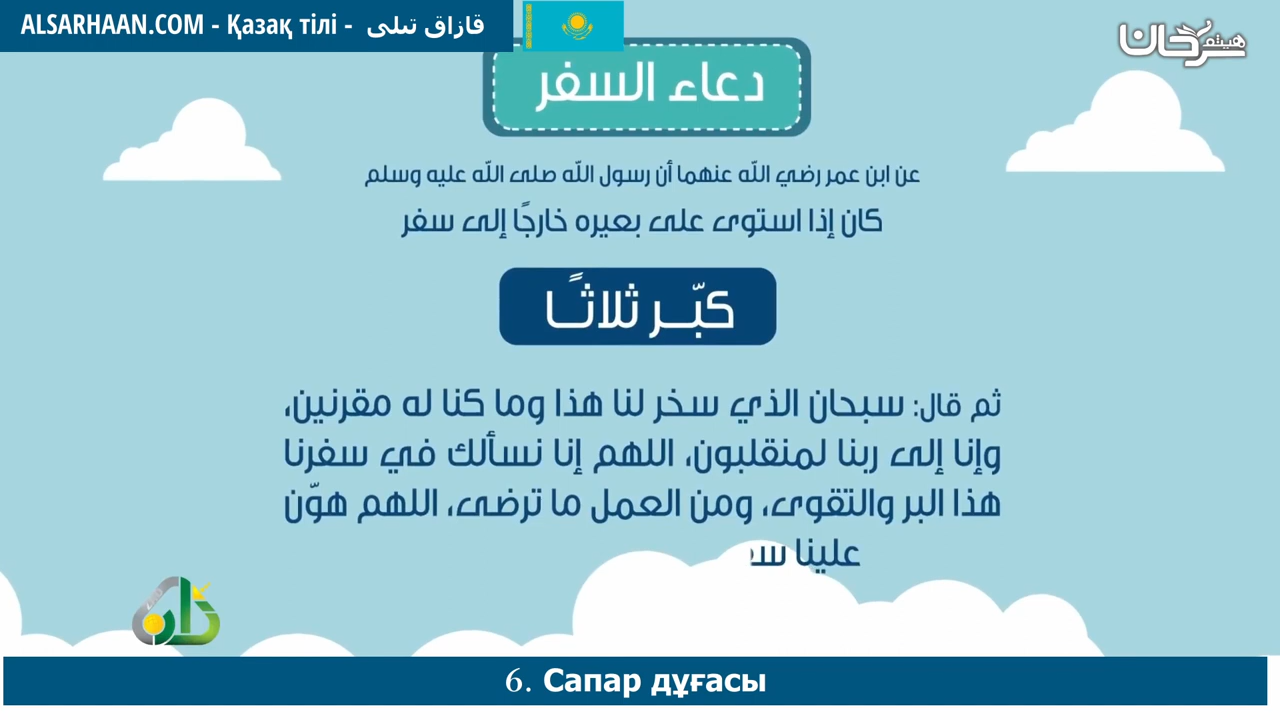 ALSARHAAN.COM - Қазақ тілі - قازاق تىلى
سرحان
دعاء السفر
عن ابن عمر رضي الله عنهما أن رسول الله صلى الله عليه وسلم
كان إذا استوى على بعيره خارجًا إلى سفر
كبّر ثلاثًا
ثم قال: سبحان الذي سخر لنا هذا وما كنا له مقرنين،
وإنا إلى ربنا لمنقلبون، اللهم إنا نسألك في سفرنا
هذا البر والتقوى، ومن العمل ما ترضى، اللهم هوّن
علينا
6. Сапар дұғасы